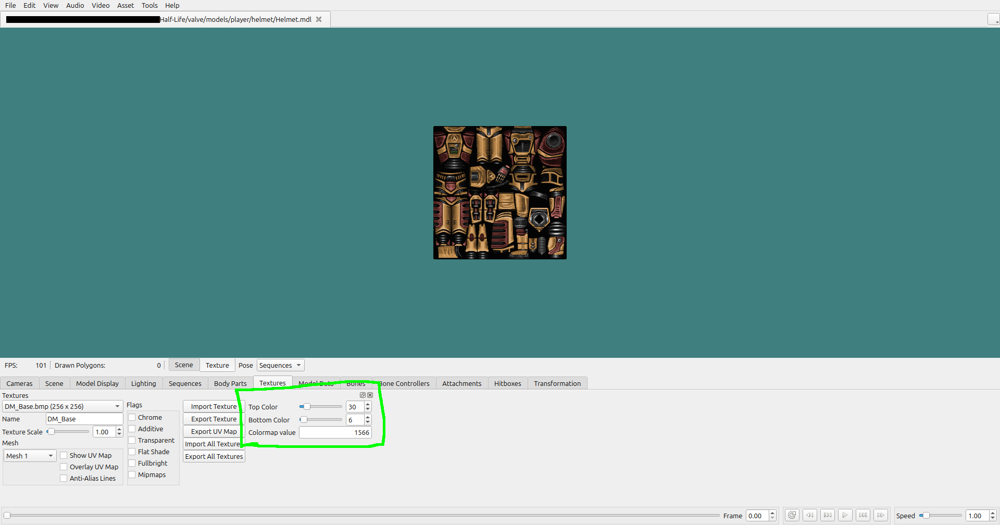 File Edit View Audio Video Asset Tools Help
Half-Life/valve/models/player/helmet/Helmet.mdl
FPS: 101 Drawn Polygons: 0 Scene Texture Pose Sequences
Cameras Scene Model Display Lighting Sequences Body Parts Textures Model Data Bones Bone Controllers Attachments Hitboxes Transformation
Textures
DM_Base.bmp (256 x 256)
Name DM_Base
Texture Scale 1.00
Mesh
Mesh 1
Show UV Map
Overlay UV Map
Anti-Alias Lines
Flags
Chrome
Additive
Transparent
Flat Shade
Fullbright
Mipmaps
Import Texture
Export Texture
Export UV Map
Import All Texture
Export All Textures
Top Color 30
Bottom Color 6
Colormap value 1566
Frame 0.00 Speed 1.00